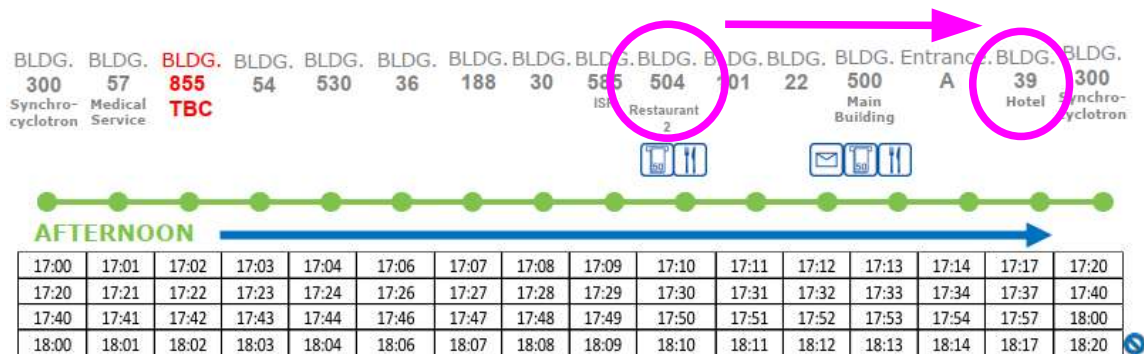 BLDG. 300 Synchro-cyclotron
BLDG. 57 Medical Service
BLDG. 855 TBC
BLDG. 54
BLDG. 530
BLDG. 36
BLDG. 188
BLDG. 30
BLDG. 585
BLDG. 504 Restaurant 2
BLDG. 101
BLDG. 22
BLDG. 500 Main Building
Entrance A
BLDG. 39 Hotel
BLDG. 300 Synchro-cyclotron
50
50
AFTERNOON
17:00 17:01 17:02 17:03 17:04 17:06 17:07 17:08 17:09 17:10 17:11 17:12 17:13 17:14 17:17 17:20
17:20 17:21 17:22 17:23 17:24 17:26 17:27 17:28 17:29 17:30 17:31 17:32 17:33 17:34 17:37 17:40
17:40 17:41 17:42 17:43 17:44 17:46 17:47 17:48 17:49 17:50 17:51 17:52 17:53 17:54 17:57 18:00
18:00 18:01 18:02 18:03 18:04 18:06 18:07 18:08 18:09 18:10 18:11 18:12 18:13 18:14 18:17 18:20